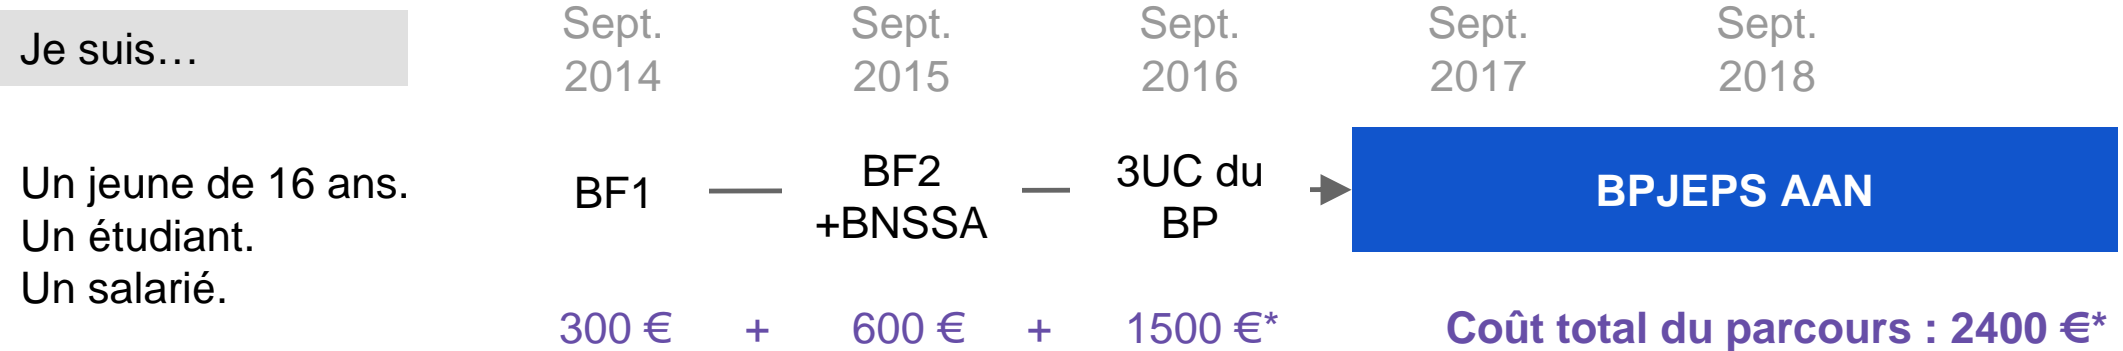 Je suis…
Sept. 2014
Sept. 2015
Sept. 2016
Sept. 2017
Sept. 2018
Un jeune de 16 ans.
Un étudiant.
Un salarié.
BF1
BF2
+BNSSA
3UC du
BP
BPJEPS AAN
300 € + 600 € + 1500 €*
Coût total du parcours : 2400 €*